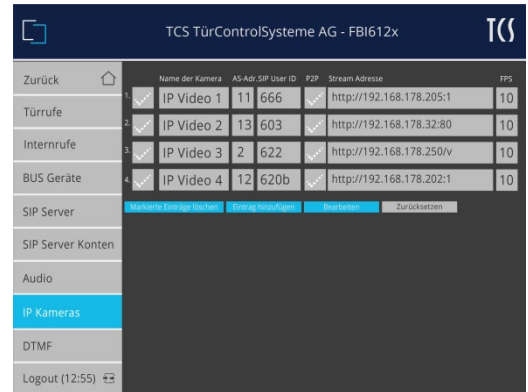 TCS TürControlSysteme AG - FBI612x
TCS
Zurück
Name der Kamera AS-Adr. SIP User ID P2P Stream Adresse FPS
1. IP Video 1 11 666 http://192.168.178.205:1 10
Türrufe
2. IP Video 2 13 603 http://192.168.178.32:80 10
Internrufe
3. IP Video 3 2 622 http://192.168.178.250/v 10
BUS Geräte
4. IP Video 4 12 620b http://192.168.178.202:1 10
SIP Server
Markierte Einträge löschen Eintrag hinzufügen Bearbeiten Zurücksetzen
SIP Server Konten
Audio
IP Kameras
DTMF
Logout (12:55)